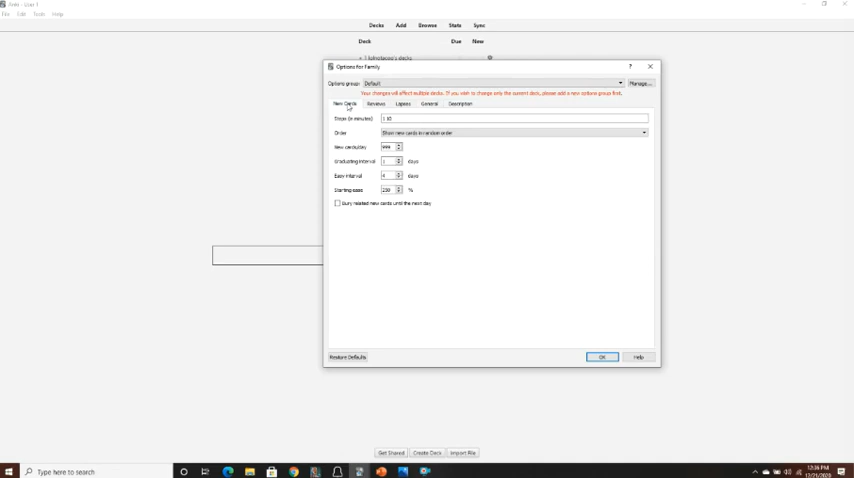 Anki - User 1
File Edit Tools Help
Decks Add Browse Stats Sync
Deck Due New
Options for Family
Options group: Default Manage...
Your changes will affect multiple decks. If you wish to change only the current deck, please add a new options group first.
New Cards Reviews Lapses General Description
Steps (in minutes) 1 10
Order Show new cards in random order
New cards/day 999
Graduating interval 1 days
Easy interval 4 days
Starting ease 250 %
Bury related new cards until the next day
Restore Defaults OK Help
Get Shared Create Deck Import File
Type here to search
12:36 PM
12/21/2020